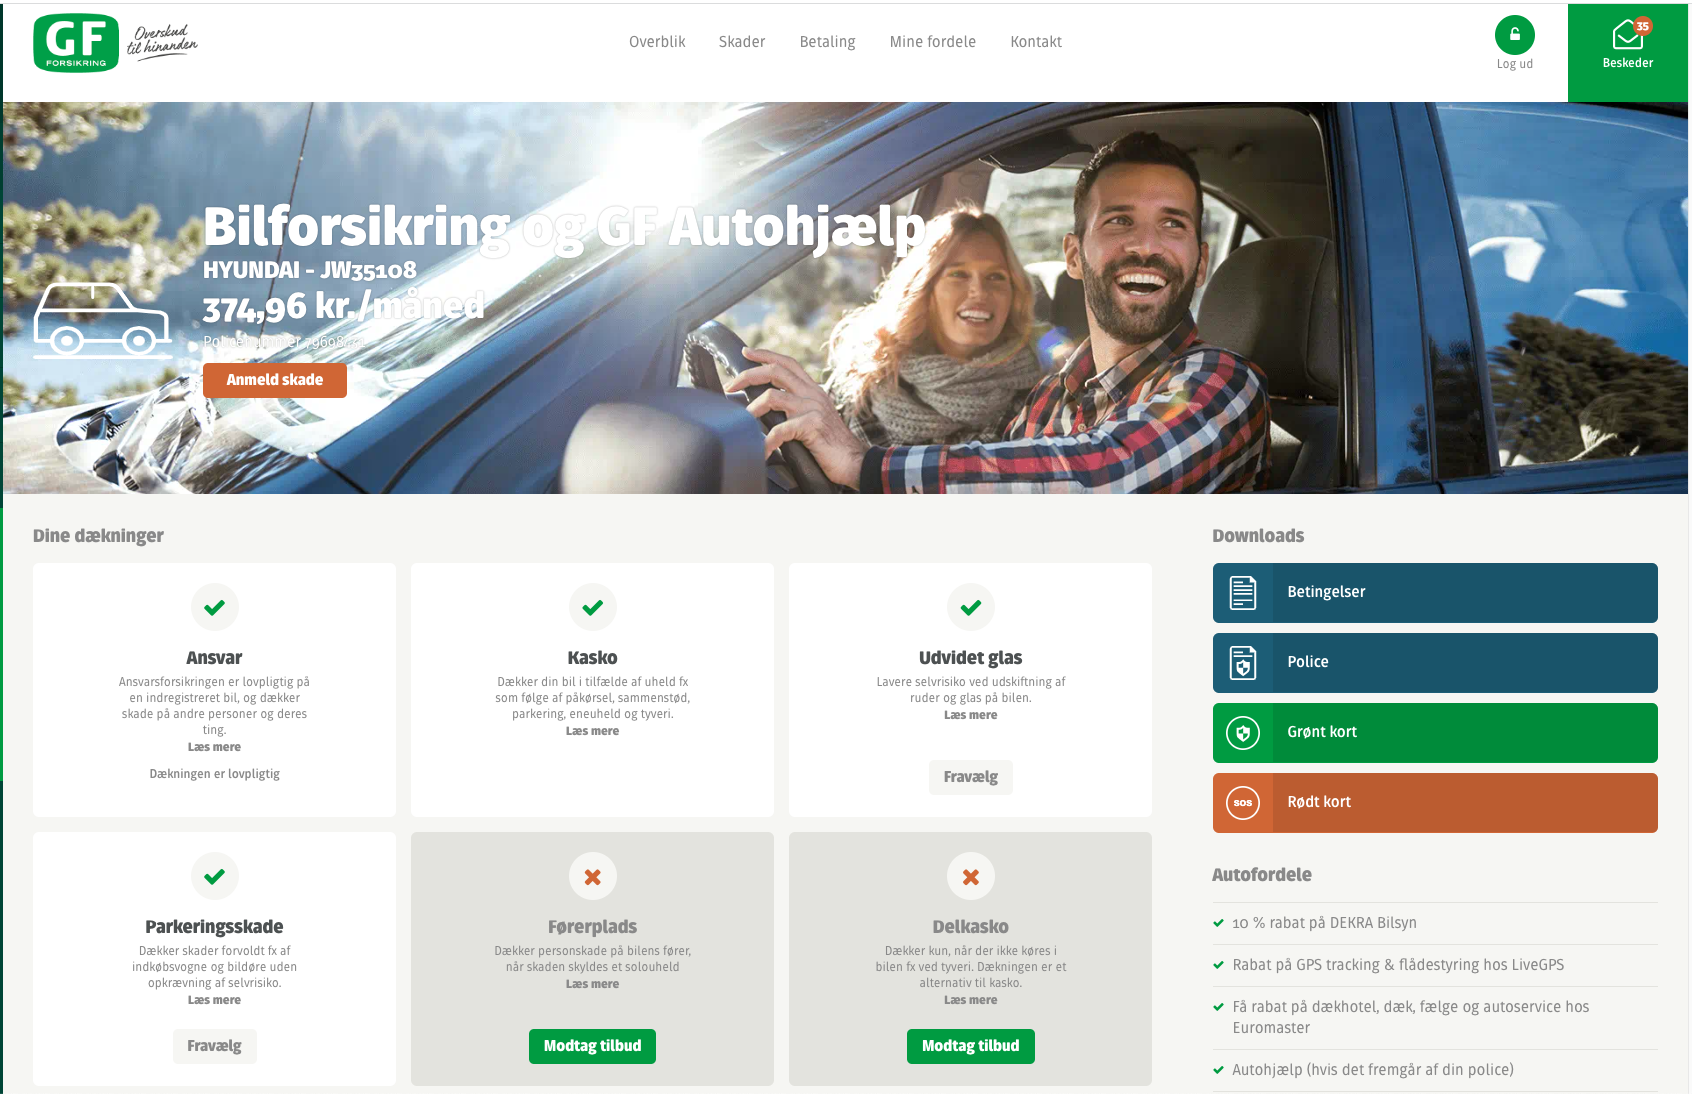 GF
FORSIKRING
Overskud
til hinanden
Overblik
Skader
Betaling
Mine fordele
Kontakt
Log ud
35
Beskeder
Bilforsikring og GF Autohjælp
HYUNDAI - JW35108
374,96 kr./måned
Anmeld skade
Dine dækninger
Ansvar
Ansvarsforsikringen er lovpligtig på
en indregistreret bil, og dækker
skade på andre personer og deres
ting.
Læs mere
Dækningen er lovpligtig
Kasko
Dækker din bil i tilfælde af uheld fx
som følge af påkørsel, sammenstød,
parkering, eneuheld og tyveri.
Læs mere
Udvidet glas
Lavere selvrisiko ved udskiftning af
ruder og glas på bilen.
Læs mere
Fravælg
Parkeringsskade
Dækker skader forvoldt fx af
indkøbsvogne og bildøre uden
opkrævning af selvrisiko.
Læs mere
Fravælg
Førerplads
Dækker personskade på bilens fører,
når skaden skyldes et solouheld
Læs mere
Modtag tilbud
Delkasko
Dækker kun, når der ikke køres i
bilen fx ved tyveri. Dækningen er et
alternativ til kasko.
Læs mere
Modtag tilbud
Downloads
Betingelser
Police
Grønt kort
SOS
Rødt kort
Autofordele
10 % rabat på DEKRA Bilsyn
Rabat på GPS tracking & flådestyring hos LiveGPS
Få rabat på dækhotel, dæk, fælge og autoservice hos
Euromaster
Autohjælp (hvis det fremgår af din police)